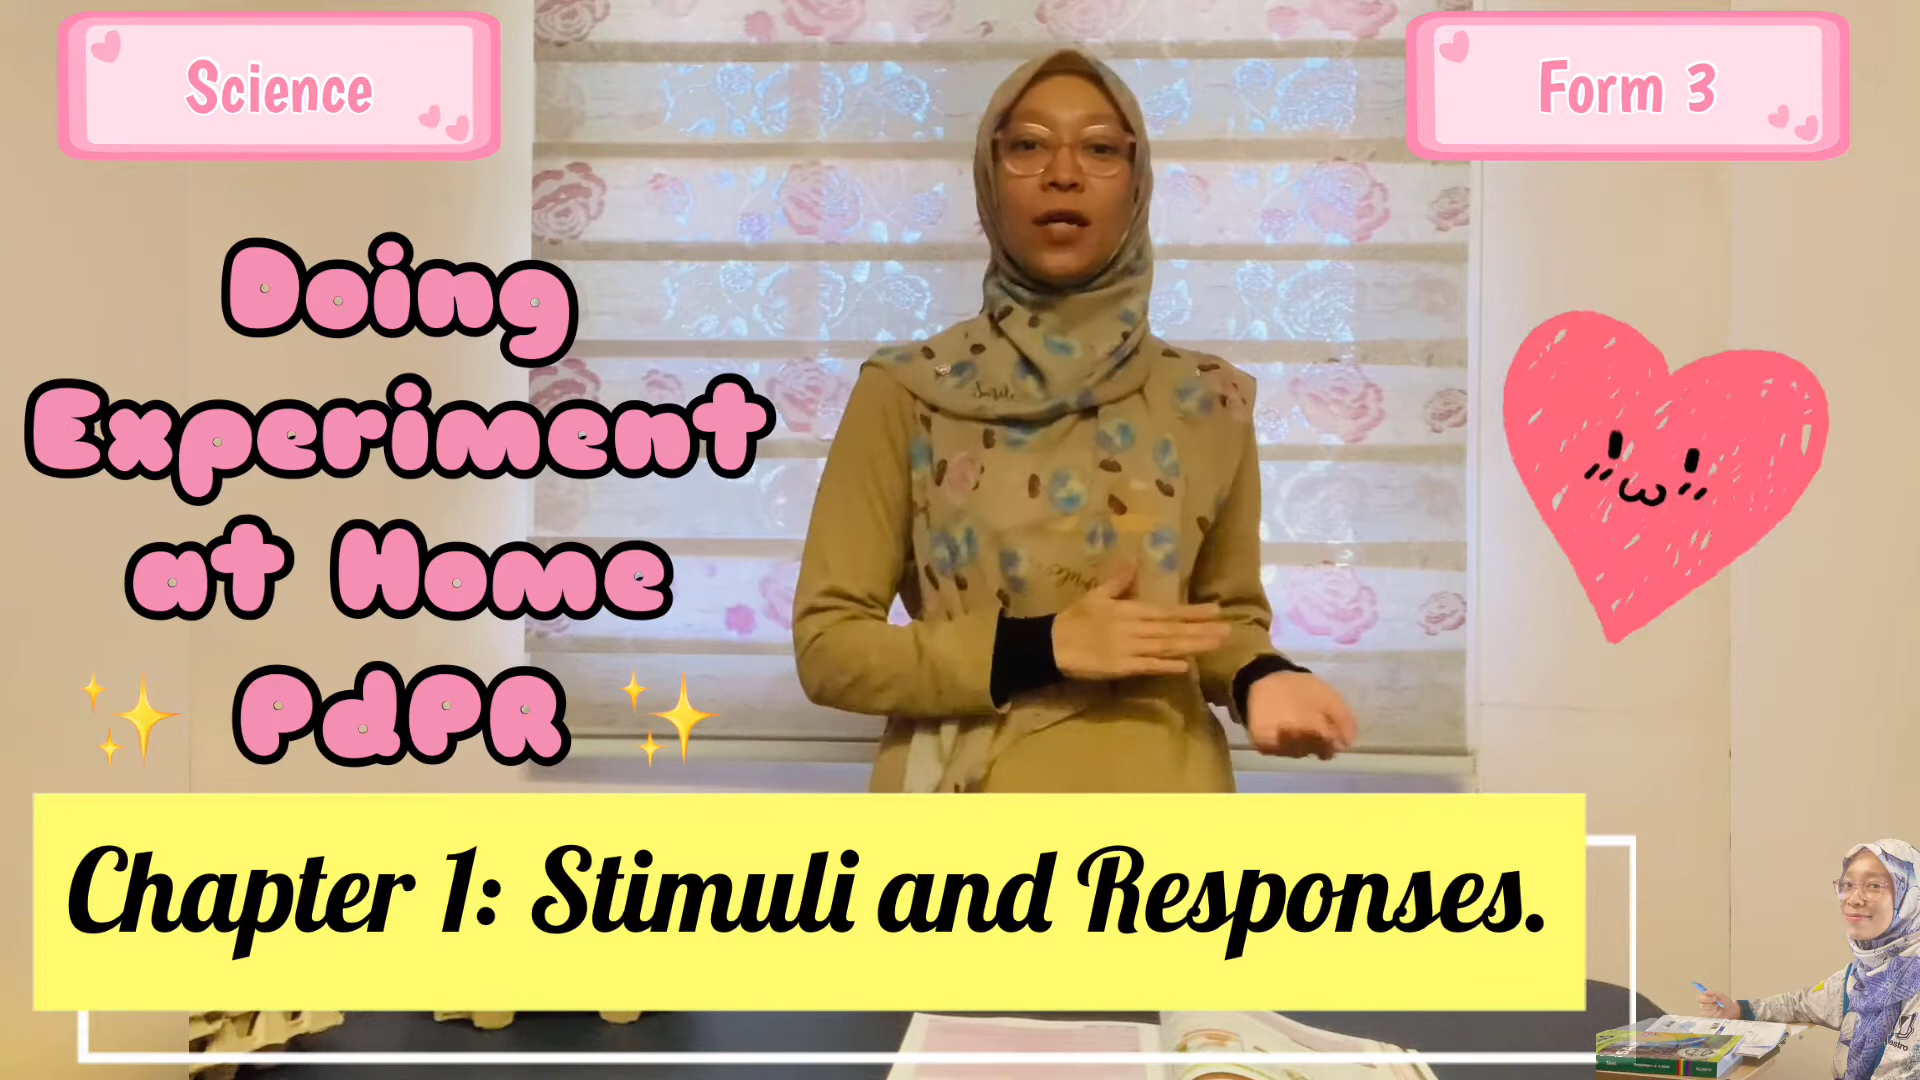 Science
Form 3
Doing
Experiment
at Home
PdPR
Chapter 1: Stimuli and Responses.